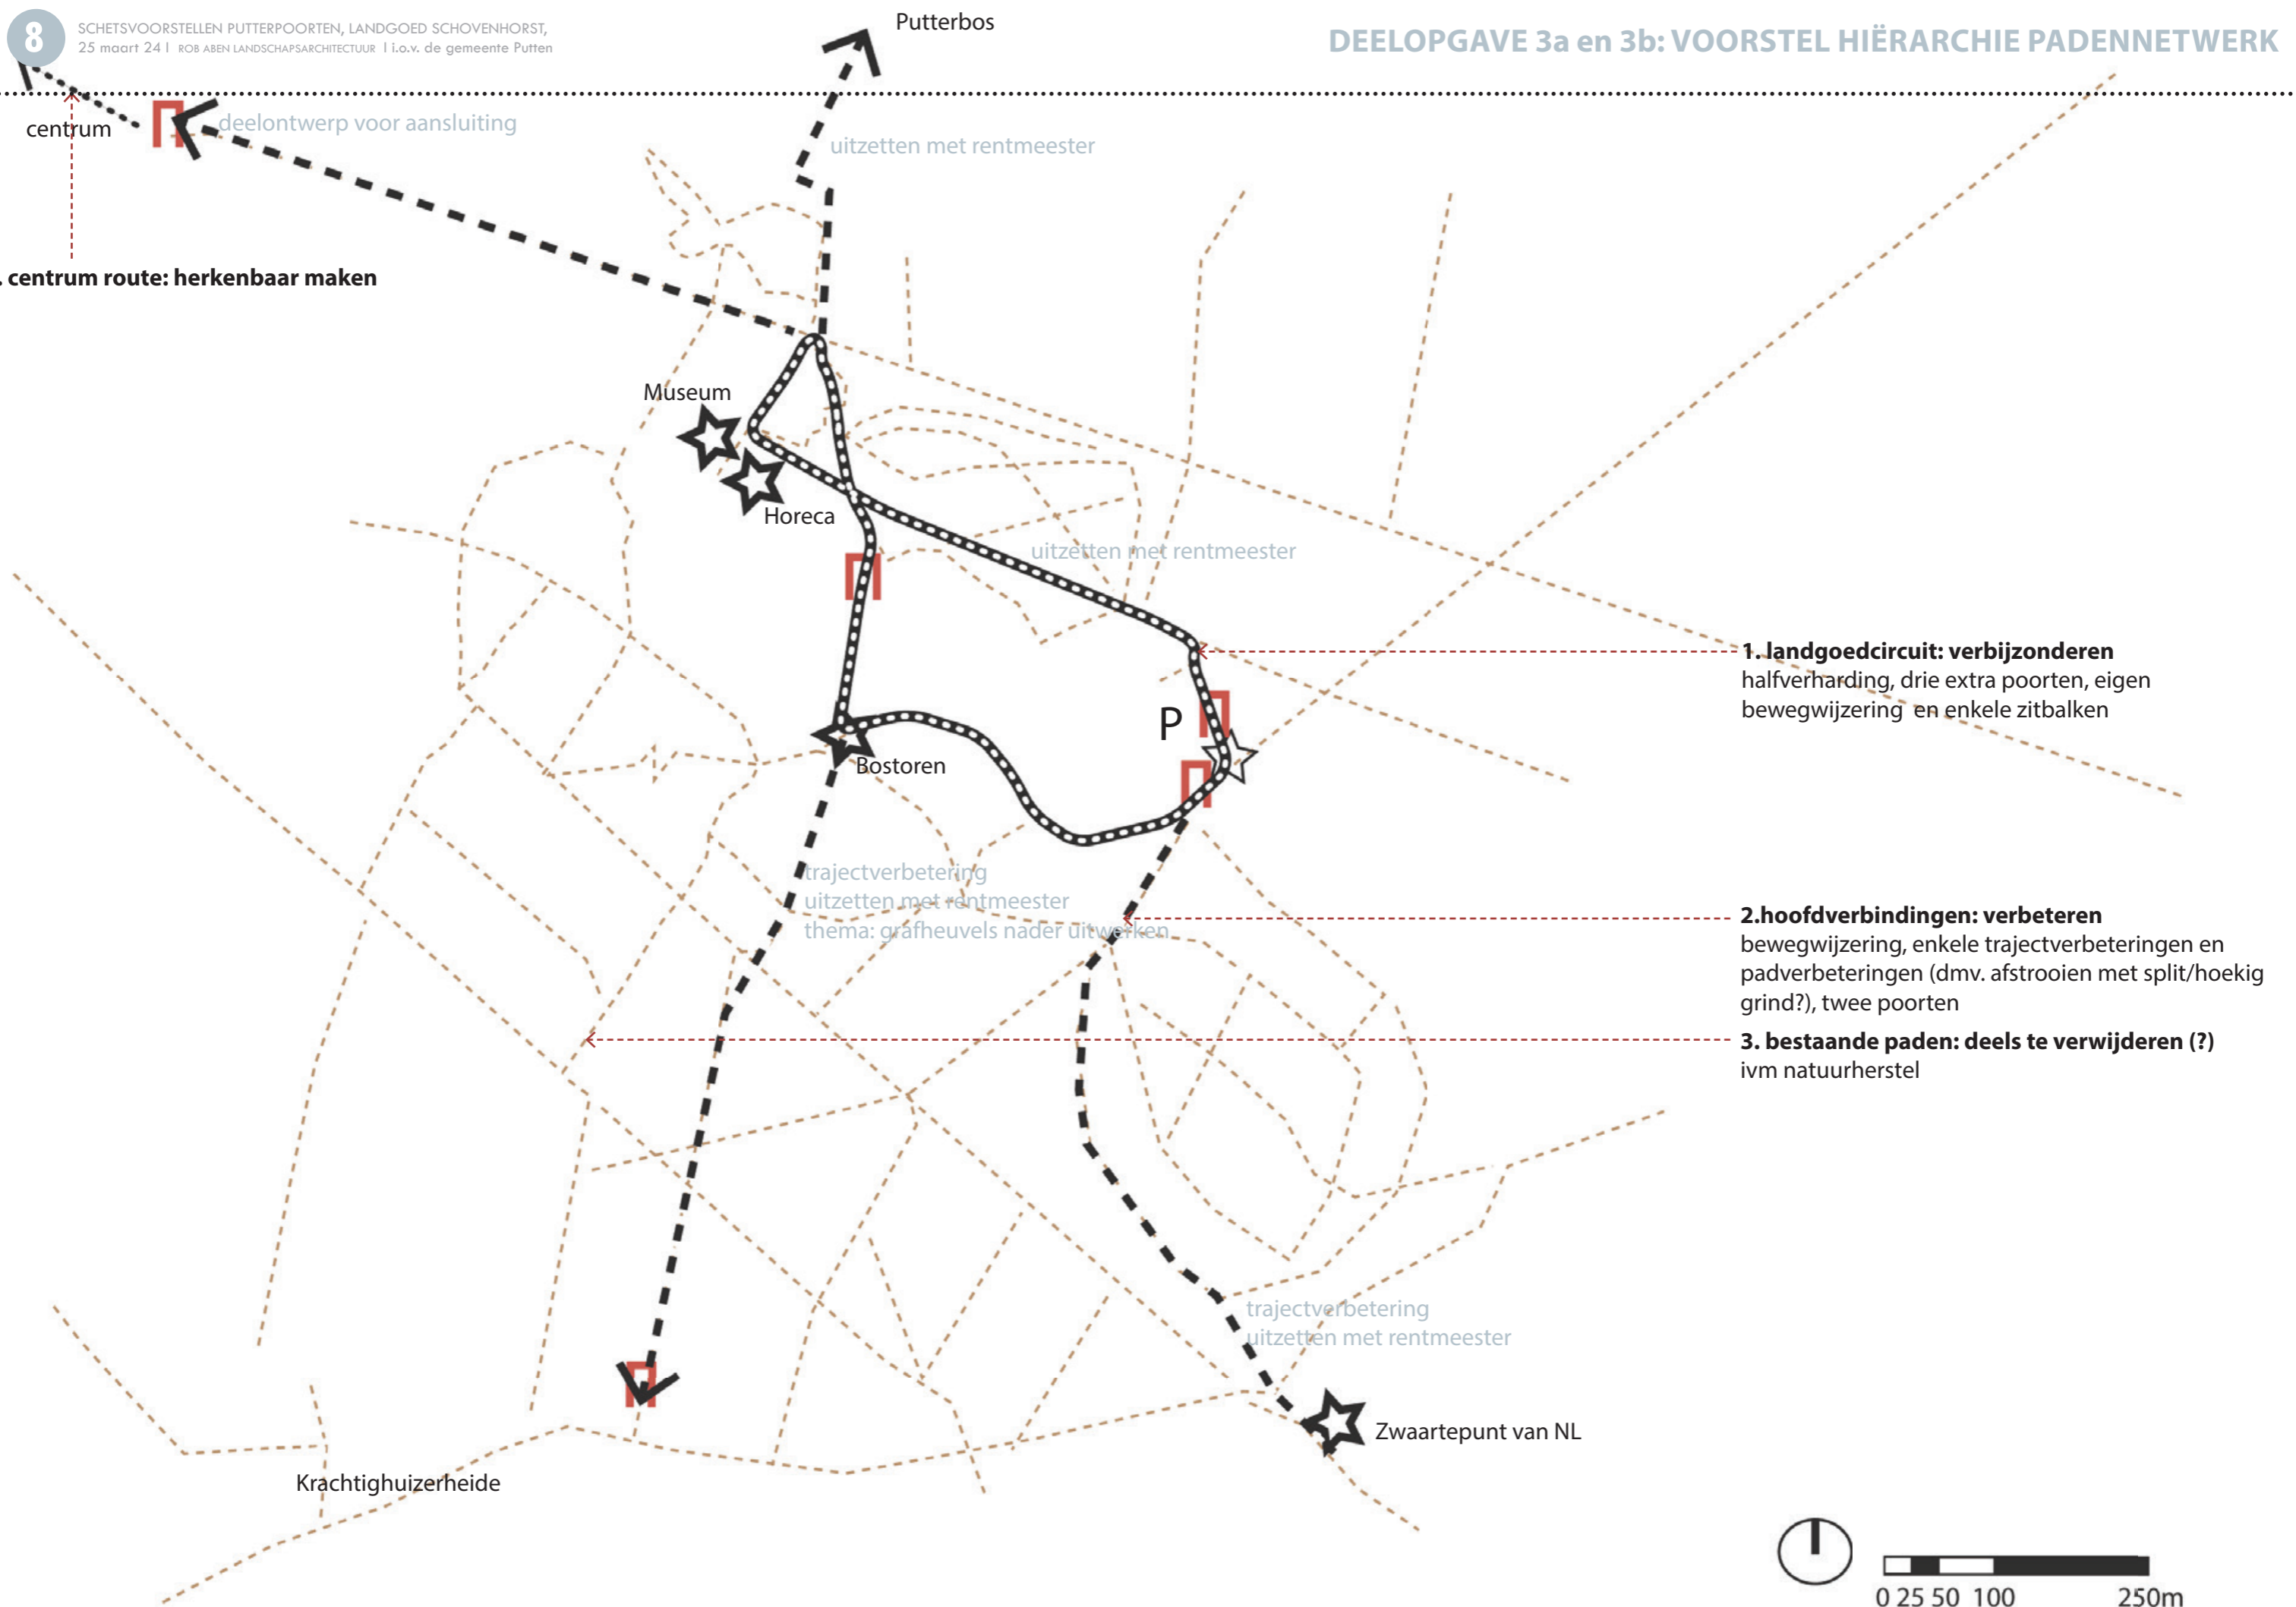 8
SCHETSVOORSTELLEN PUTTERPOORTEN, LANDGOED SCHOVENHORST,
25 maart 24 I ROB ABEN LANDSCHAPSARCHITECTUUR I i.o.v. de gemeente Putten
DEELOPGAVE 3a en 3b: VOORSTEL HIËRARCHIE PADENNETWERK
Putterbos
centrum
deelontwerp voor aansluiting
uitzetten met rentmeester
. centrum route: herkenbaar maken
Museum
Horeca
uitzetten met rentmeester
1. landgoedcircuit: verbijzonderen
halfverharding, drie extra poorten, eigen
bewegwijzering en enkele zitbalken
P
Bostoren
trajectverbetering
uitzetten met rentmeester
thema: grafheuvels nader uitwerken
2.hoofdverbindingen: verbeteren
bewegwijzering, enkele trajectverbeteringen en
padverbeteringen (dmv. afstrooien met split/hoekig
grind?), twee poorten
3. bestaande paden: deels te verwijderen (?)
ivm natuurherstel
trajectverbetering
uitzetten met rentmeester
Zwaartepunt van NL
Krachtighuizerheide
0 25 50 100 250m